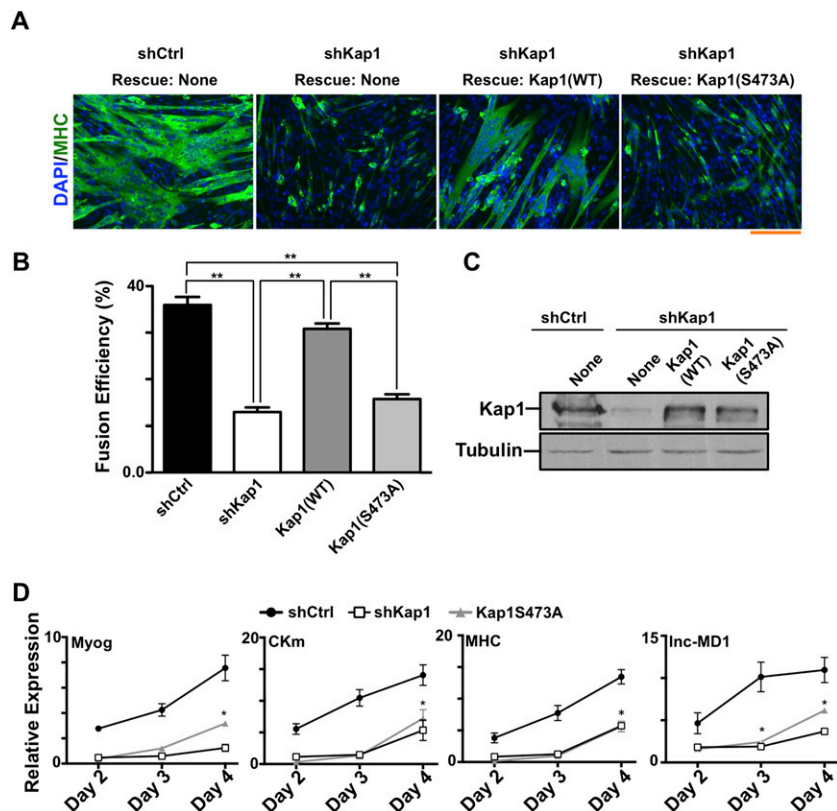 A
shCtrl
Rescue: None
shKap1
Rescue: None
shKap1
Rescue: Kap1(WT)
shKap1
Rescue: Kap1(S473A)
DAPI/MHC
B
Fusion Efficiency (%)
40
0.0
**
**
**
**
shCtrl
shKap1
Kap1(WT)
Kap1(S473A)
C
shCtrl
shKap1
None
None
Kap1
(WT)
Kap1
(S473A)
Kap1
Tubulin
D
shCtrl
shKap1
Kap1S473A
Relative Expression
Myog
10
5
0
*
Day 2
Day 3
Day 4
CKm
20
10
0
*
Day 2
Day 3
Day 4
MHC
20
10
0
*
Day 2
Day 3
Day 4
lnc-MD1
15
5
0
*
*
Day 2
Day 3
Day 4